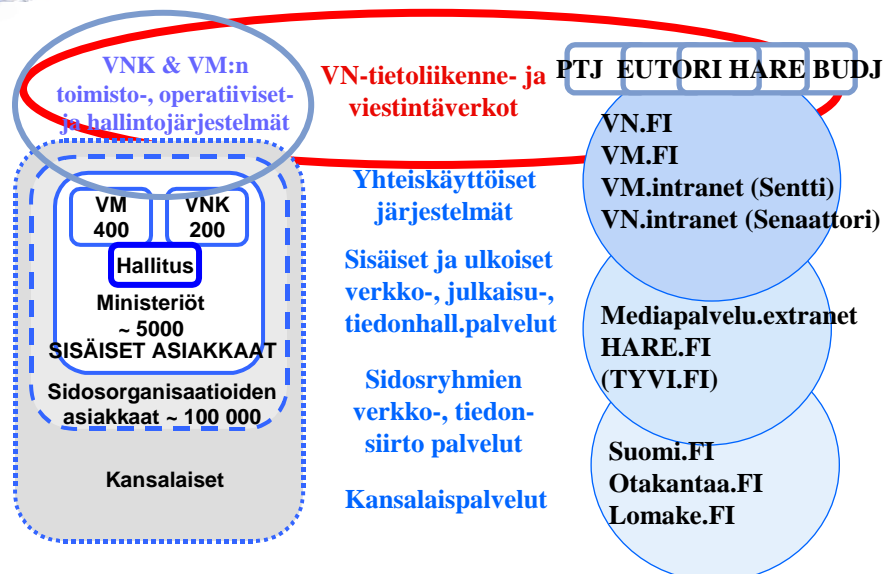 VNK & VM:n
toimisto-, operatiiviset-
ja hallintojärjestelmät
VN-tietoliikenne- ja
viestintäverkot
PTJ EUTORI HARE BUDJ
VN.FI
VM.FI
VM.intranet (Sentti)
VN.intranet (Senaattori)
Yhteiskäyttöiset
järjestelmät
VM
400
VNK
200
Hallitus
Ministeriöt
~ 5000
SISÄISET ASIAKKAAT
Sidosorganisaatioiden
asiakkaat ~ 100 000
Kansalaiset
Sisäiset ja ulkoiset
verkko-, julkaisu-,
tiedonhall.palvelut
Mediapalvelu.extranet
HARE.FI
(TYVI.FI)
Sidosryhmien
verkko-, tiedon-
siirto palvelut
Kansalaispalvelut
Suomi.FI
Otakantaa.FI
Lomake.FI